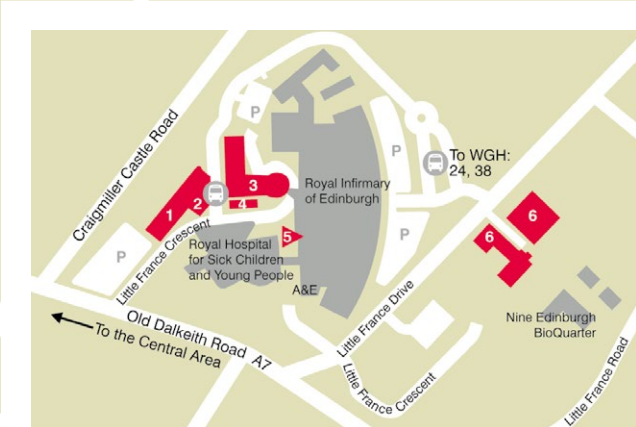 Craigmiller Castle Road
P
P
P
P
To WGH:
24, 38
1
2
3
4
5
6
6
Royal Infirmary
of Edinburgh
Little France Crescent
Royal Hospital
for Sick Children
and Young People
A&E
Little France Drive
Nine Edinburgh
BioQuarter
Old Dalkeith Road A7
To the Central Area
Little France Crescent
Little France Road